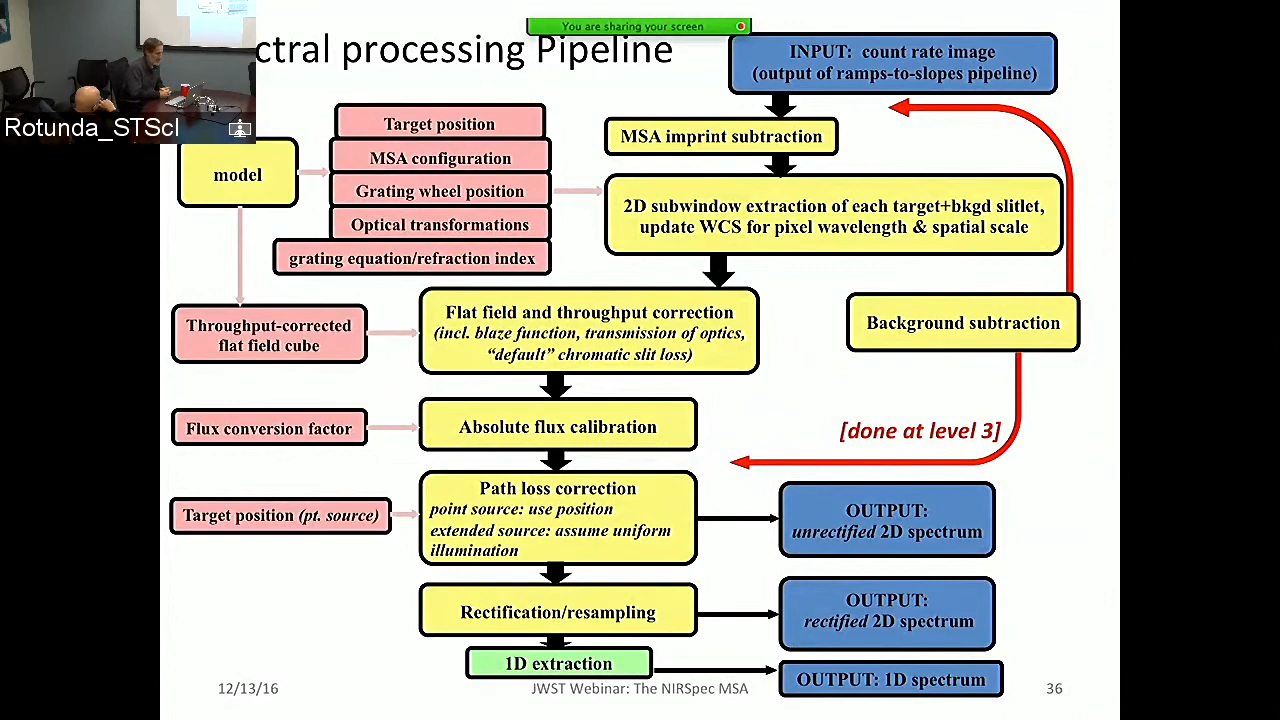 You are sharing your screen
ctral processing Pipeline
Rotunda_STScI
INPUT: count rate image
(output of ramps-to-slopes pipeline)
MSA imprint subtraction
Target position
MSA configuration
Grating wheel position
Optical transformations
grating equation/refraction index
model
2D subwindow extraction of each target+bkgd slitlet,
update WCS for pixel wavelength & spatial scale
Throughput-corrected
flat field cube
Flat field and throughput correction
(incl. blaze function, transmission of optics,
“default” chromatic slit loss)
Background subtraction
Flux conversion factor
Absolute flux calibration
[done at level 3]
Target position (pt. source)
Path loss correction
point source: use position
extended source: assume uniform
illumination
OUTPUT:
unrectified 2D spectrum
Rectification/resampling
OUTPUT:
rectified 2D spectrum
1D extraction
OUTPUT: 1D spectrum
12/13/16
JWST Webinar: The NIRSpec MSA
36